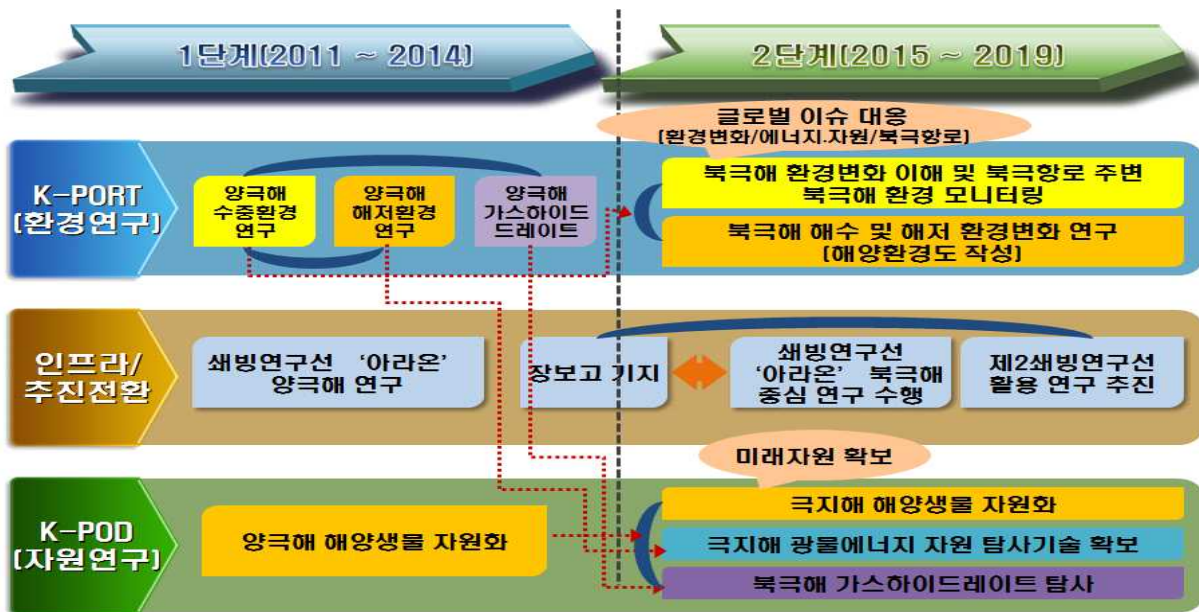 1단계(2011 ~ 2014)
2단계(2015 ~ 2019)
글로벌 이슈 대응
(환경변화/에너지.자원/북극항로)
K-PORT
(환경연구)
양극해
수중환경
연구
양극해
해저환경
연구
양극해
가스하이드
드레이트
북극해 환경변화 이해 및 북극항로 주변
북극해 환경 모니터링
북극해 해수 및 해저 환경변화 연구
(해양환경도 작성)
인프라/
추진전환
쇄빙연구선 ‘아라온’
양극해 연구
장보고 기지
쇄빙연구선
‘아라온’ 북극해
중심 연구 수행
제2쇄빙연구선
활용 연구 추진
미래자원 확보
K-POD
(자원연구)
양극해 해양생물 자원화
극지해 해양생물 자원화
극지해 광물에너지 자원 탐사기술 확보
북극해 가스하이드레이트 탐사